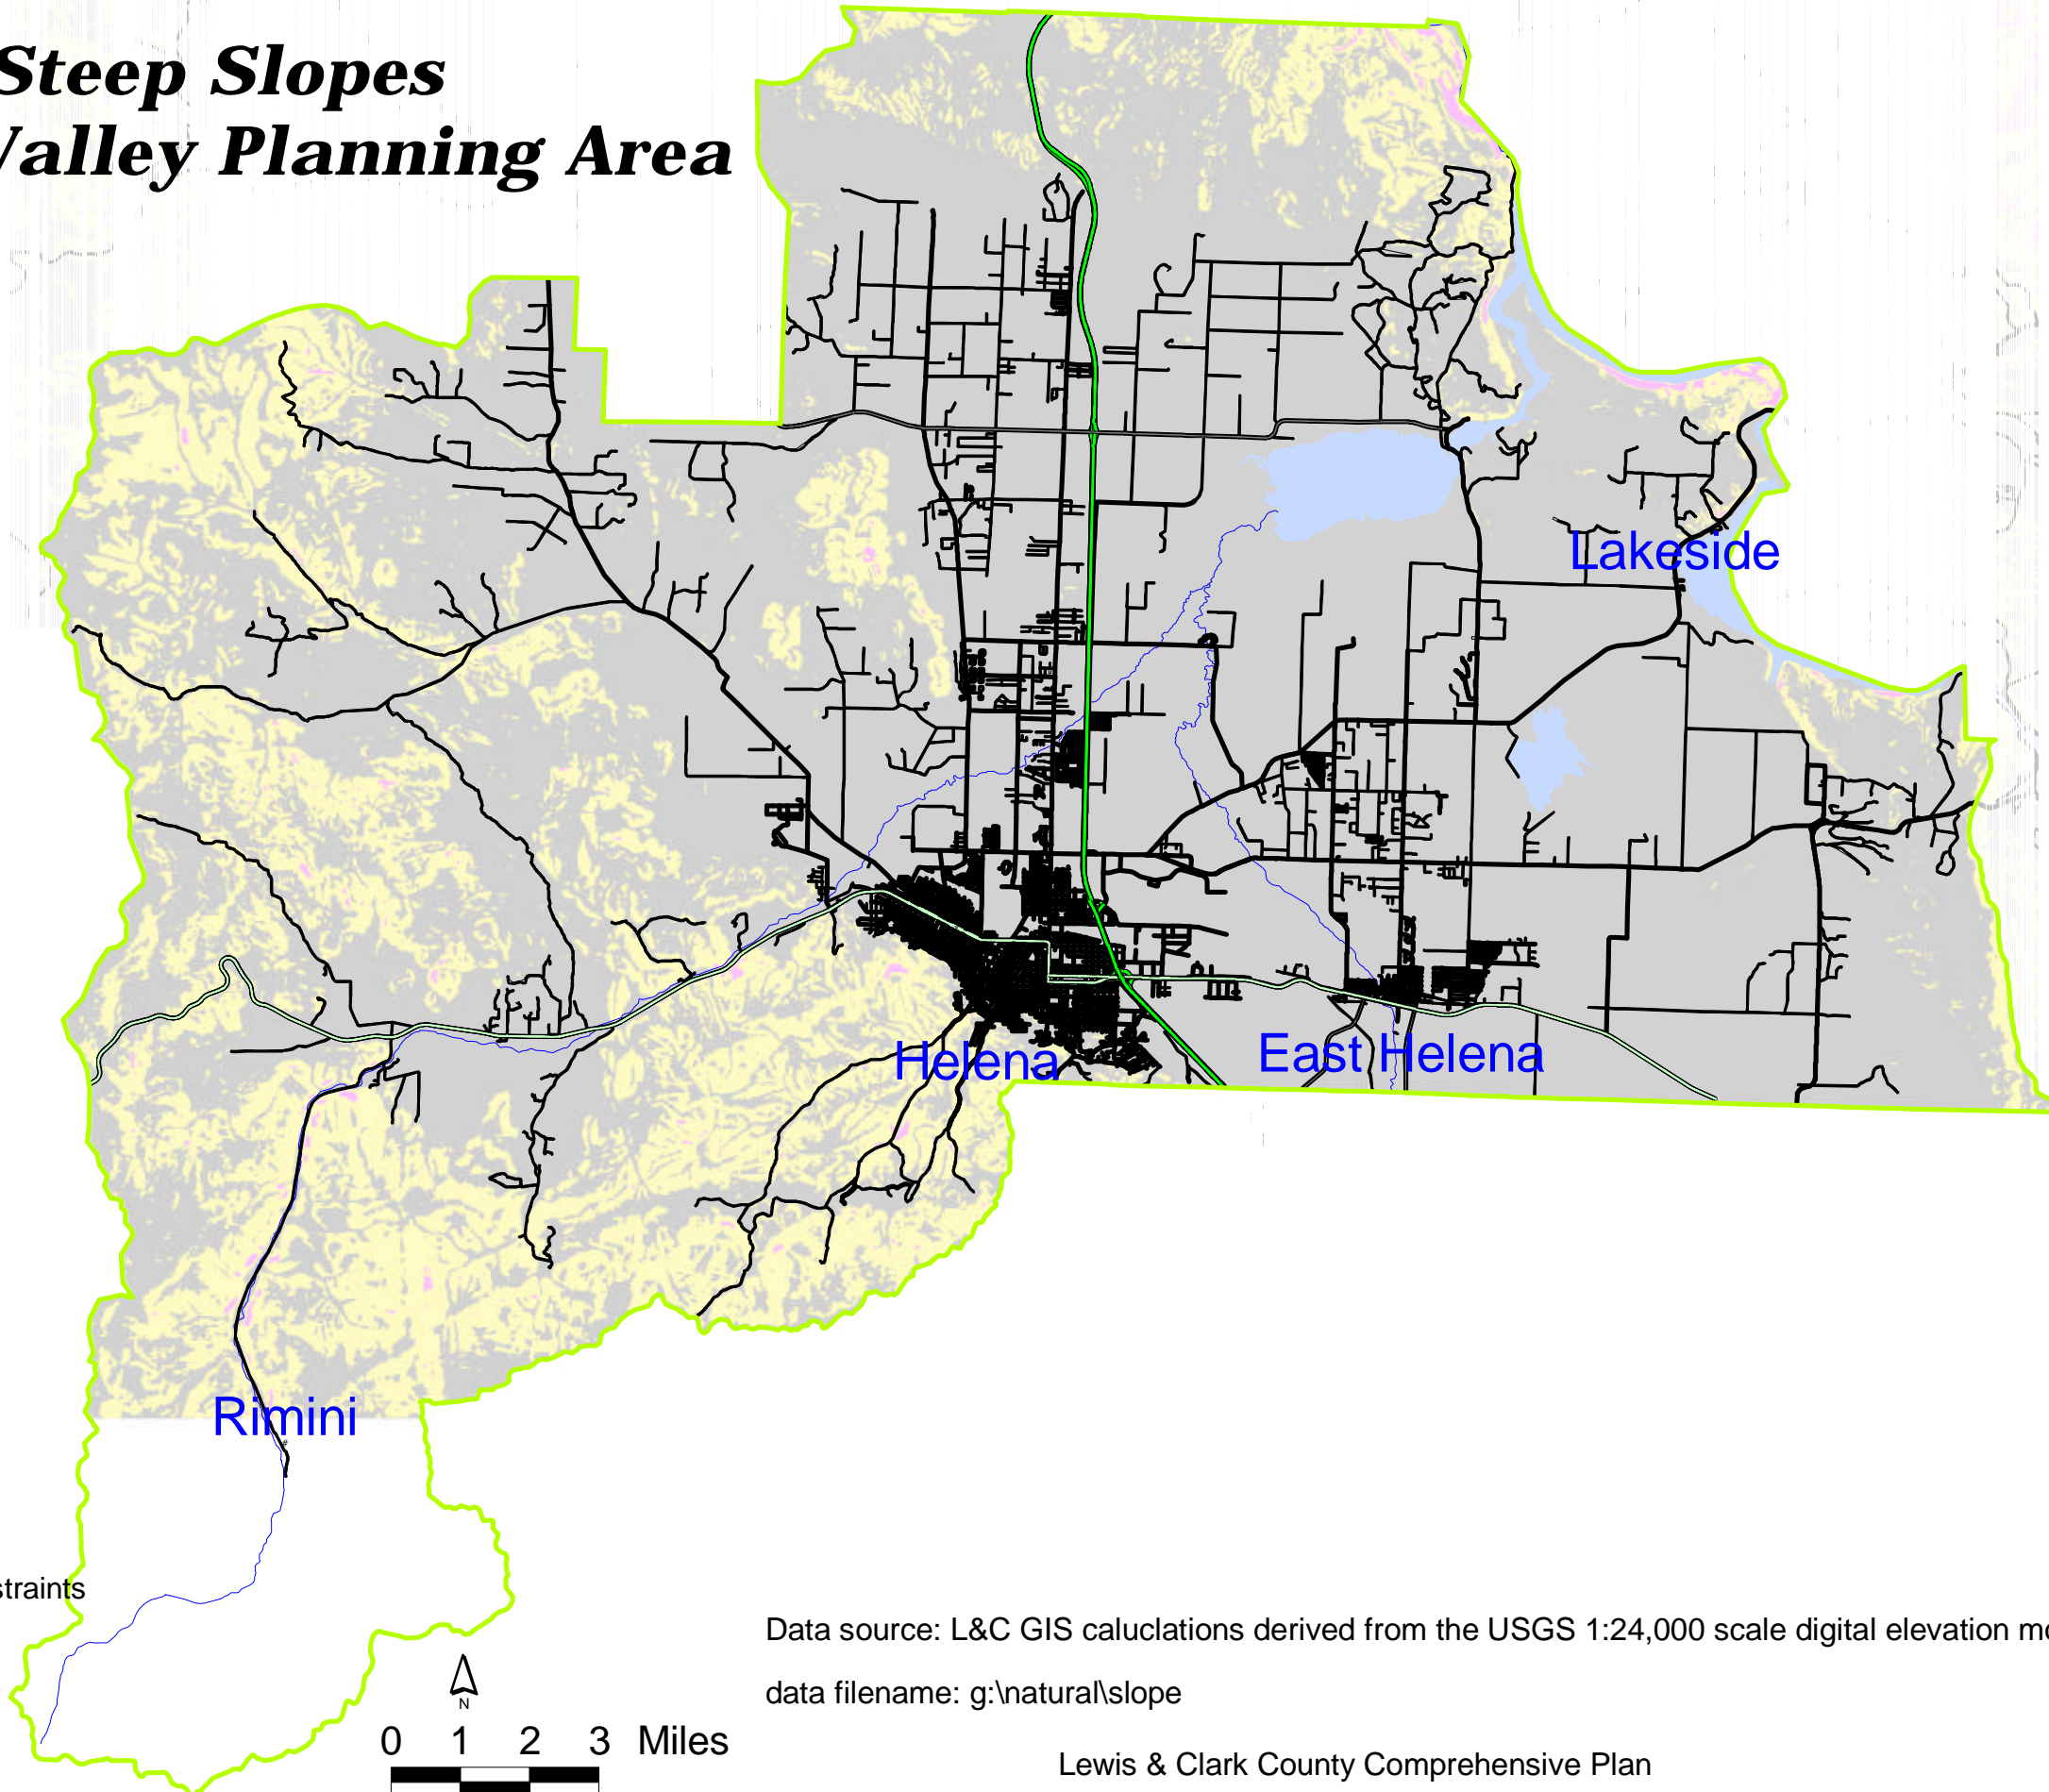 Steep Slopes
Valley Planning Area
Lakeside
Helena
East Helena
Rimini
straints
N
0 1 2 3 Miles
Data source: L&C GIS caluclations derived from the USGS 1:24,000 scale digital elevation mo
data filename: g:\natural\slope
Lewis & Clark County Comprehensive Plan